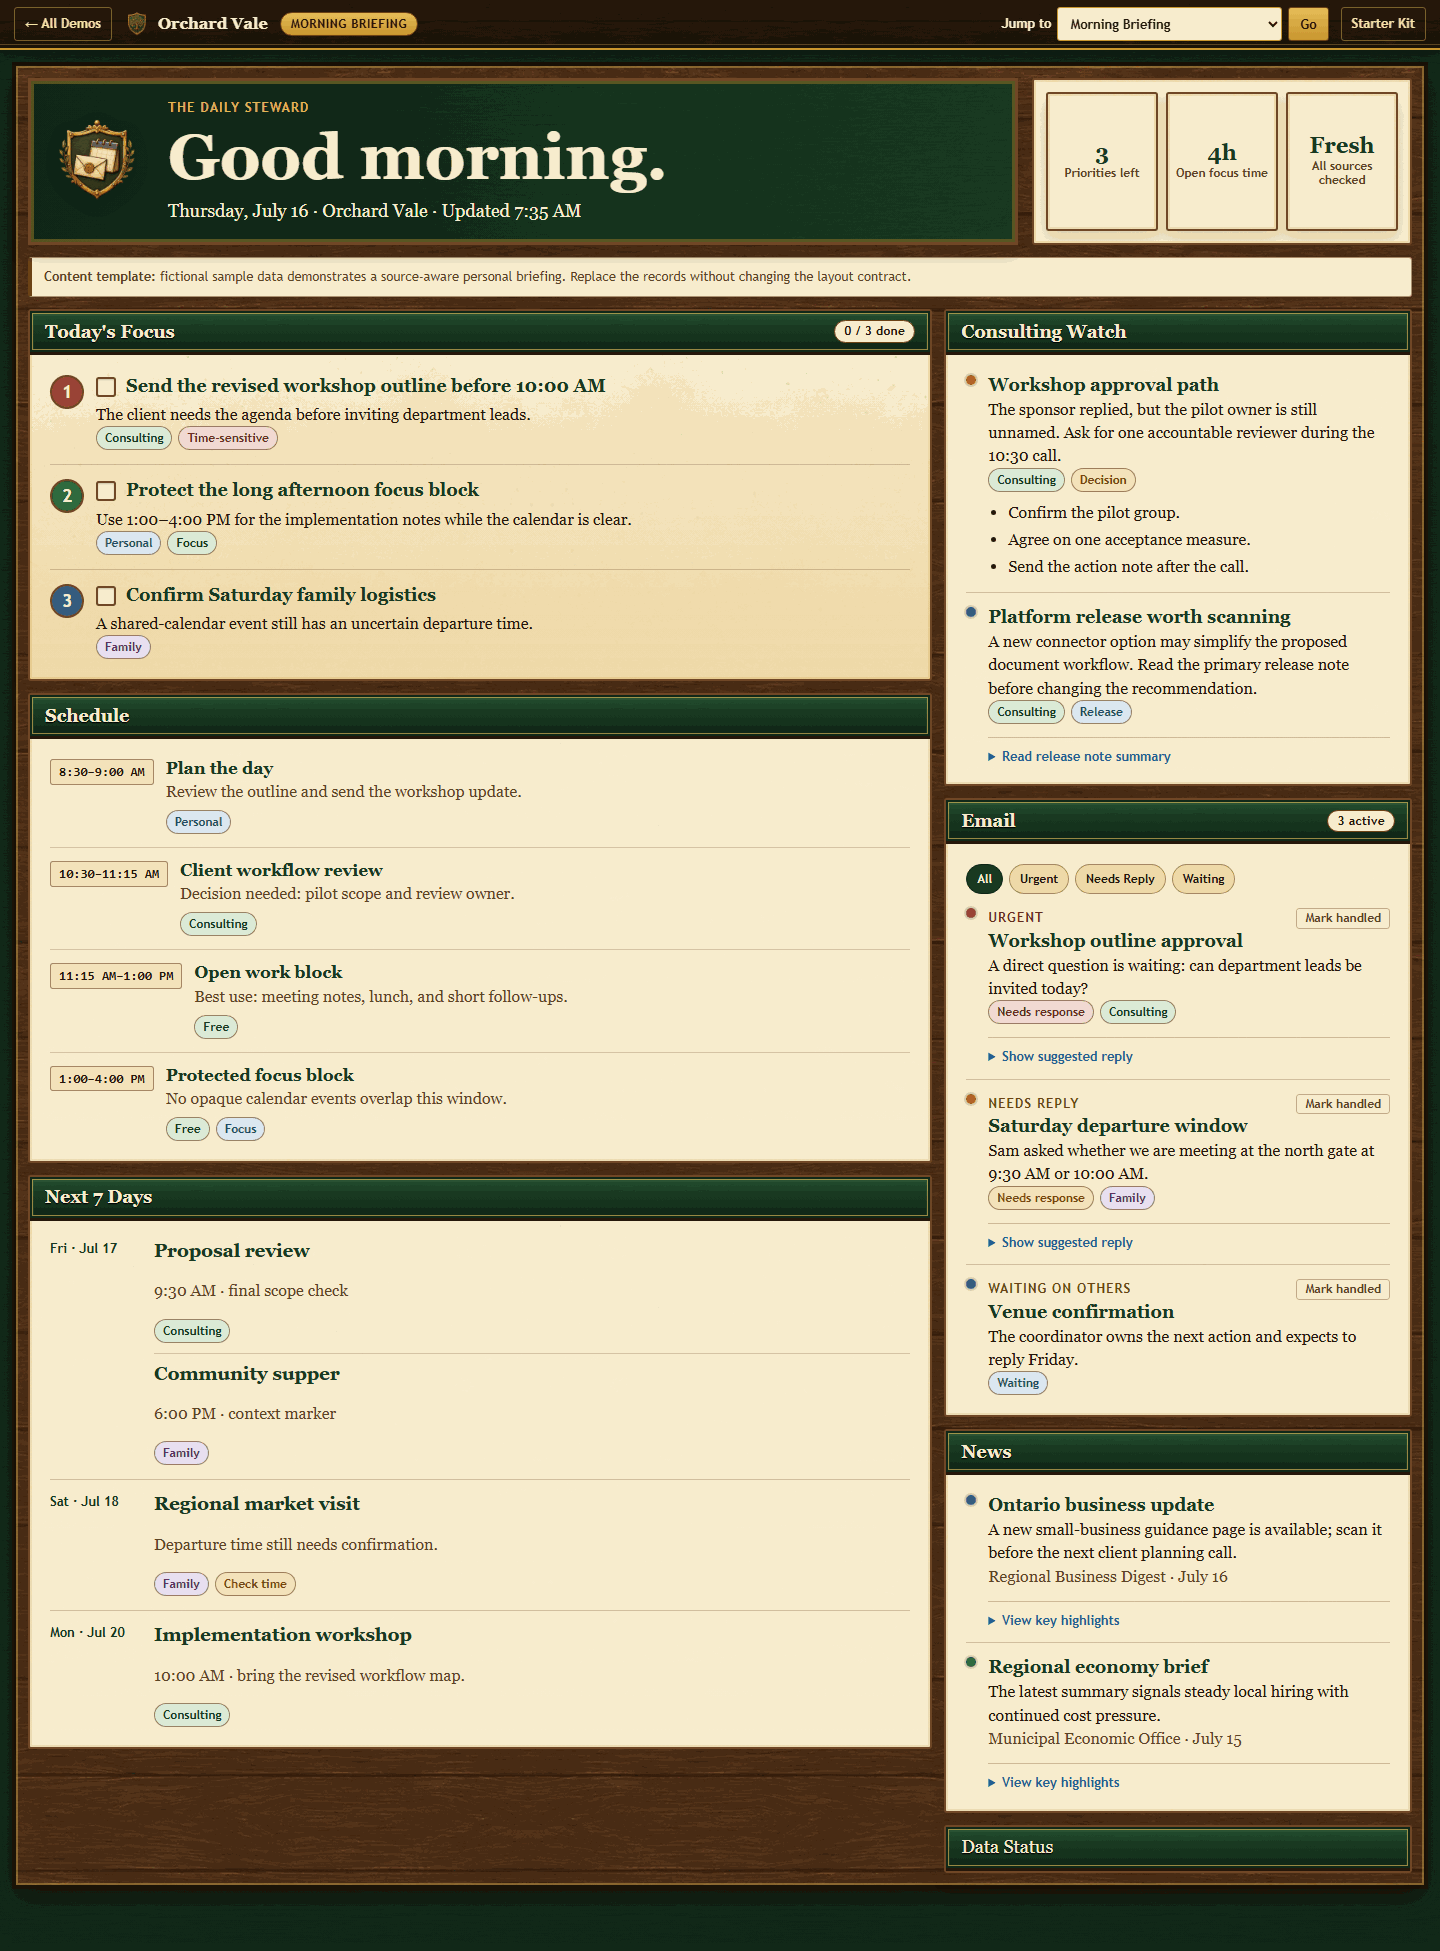 ← All Demos
Orchard Vale
MORNING BRIEFING
Jump to
Morning Briefing
Go
Starter Kit
THE DAILY STEWARD
Good morning.
Thursday, July 16 · Orchard Vale · Updated 7:35 AM
3
Priorities left
4h
Open focus time
Fresh
All sources
checked
Content template: fictional sample data demonstrates a source-aware personal briefing. Replace the records without changing the layout contract.
Today's Focus
0 / 3 done
1
Send the revised workshop outline before 10:00 AM
The client needs the agenda before inviting department leads.
Consulting
Time-sensitive
2
Protect the long afternoon focus block
Use 1:00–4:00 PM for the implementation notes while the calendar is clear.
Personal
Focus
3
Confirm Saturday family logistics
A shared-calendar event still has an uncertain departure time.
Family
Schedule
8:30–9:00 AM
Plan the day
Review the outline and send the workshop update.
Personal
10:30–11:15 AM
Client workflow review
Decision needed: pilot scope and review owner.
Consulting
11:15 AM–1:00 PM
Open work block
Best use: meeting notes, lunch, and short follow-ups.
Free
1:00–4:00 PM
Protected focus block
No opaque calendar events overlap this window.
Free
Focus
Next 7 Days
Fri · Jul 17
Proposal review
9:30 AM · final scope check
Consulting
Community supper
6:00 PM · context marker
Family
Sat · Jul 18
Regional market visit
Departure time still needs confirmation.
Family
Check time
Mon · Jul 20
Implementation workshop
10:00 AM · bring the revised workflow map.
Consulting
Consulting Watch
Workshop approval path
The sponsor replied, but the pilot owner is still
unnamed. Ask for one accountable reviewer during the
10:30 call.
Consulting
Decision
• Confirm the pilot group.
• Agree on one acceptance measure.
• Send the action note after the call.
Platform release worth scanning
A new connector option may simplify the proposed
document workflow. Read the primary release note
before changing the recommendation.
Consulting
Release
▶ Read release note summary
Email
3 active
All
Urgent
Needs Reply
Waiting
URGENT
Mark handled
Workshop outline approval
A direct question is waiting: can department leads be
invited today?
Needs response
Consulting
▶ Show suggested reply
NEEDS REPLY
Mark handled
Saturday departure window
Sam asked whether we are meeting at the north gate at
9:30 AM or 10:00 AM.
Needs response
Family
▶ Show suggested reply
WAITING ON OTHERS
Mark handled
Venue confirmation
The coordinator owns the next action and expects to
reply Friday.
Waiting
News
Ontario business update
A new small-business guidance page is available; scan it
before the next client planning call.
Regional Business Digest · July 16
▶ View key highlights
Regional economy brief
The latest summary signals steady local hiring with
continued cost pressure.
Municipal Economic Office · July 15
▶ View key highlights
Data Status